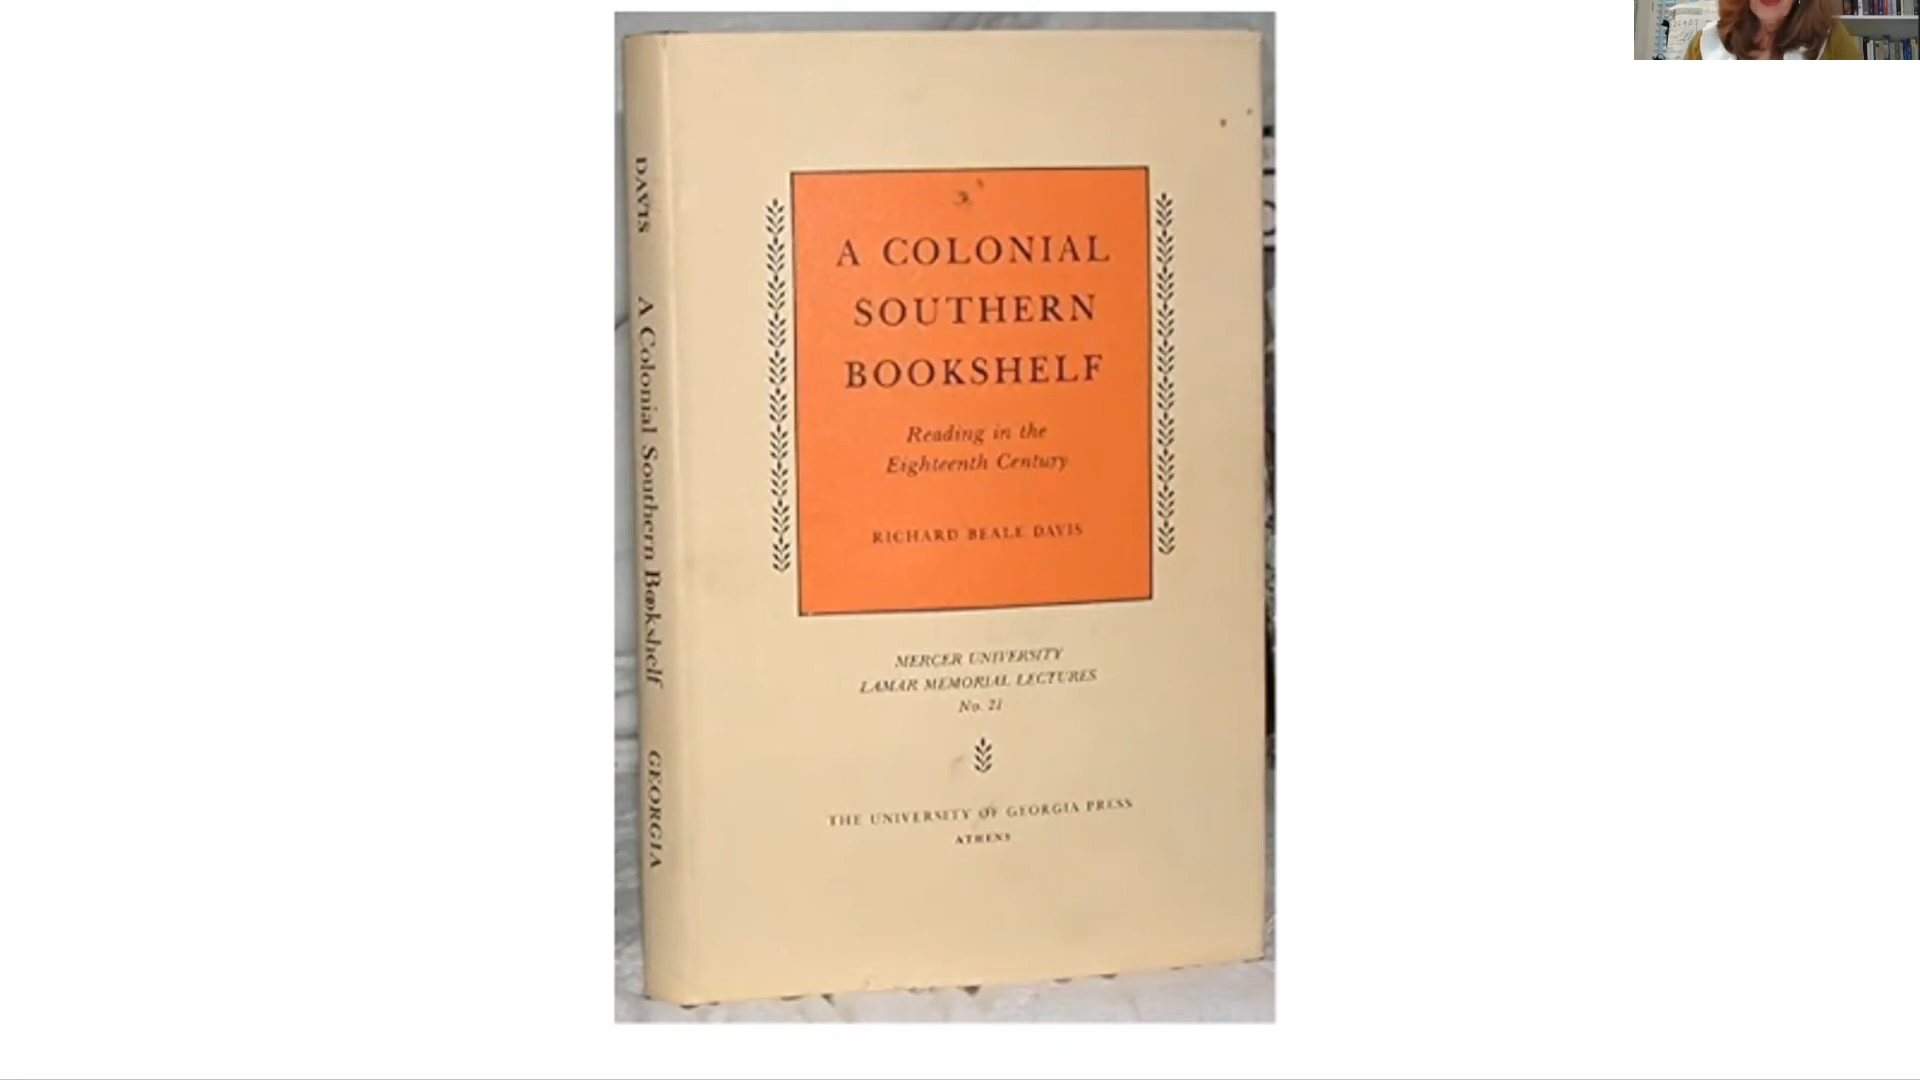 DAVIS A Colonial Southern Bookshelf GEORGIA
A COLONIAL
SOUTHERN
BOOKSHELF
Reading in the
Eighteenth Century
RICHARD BEALE DAVIS
MERCER UNIVERSITY
LAMAR MEMORIAL LECTURES
No. 21
THE UNIVERSITY OF GEORGIA PRESS
ATHENS